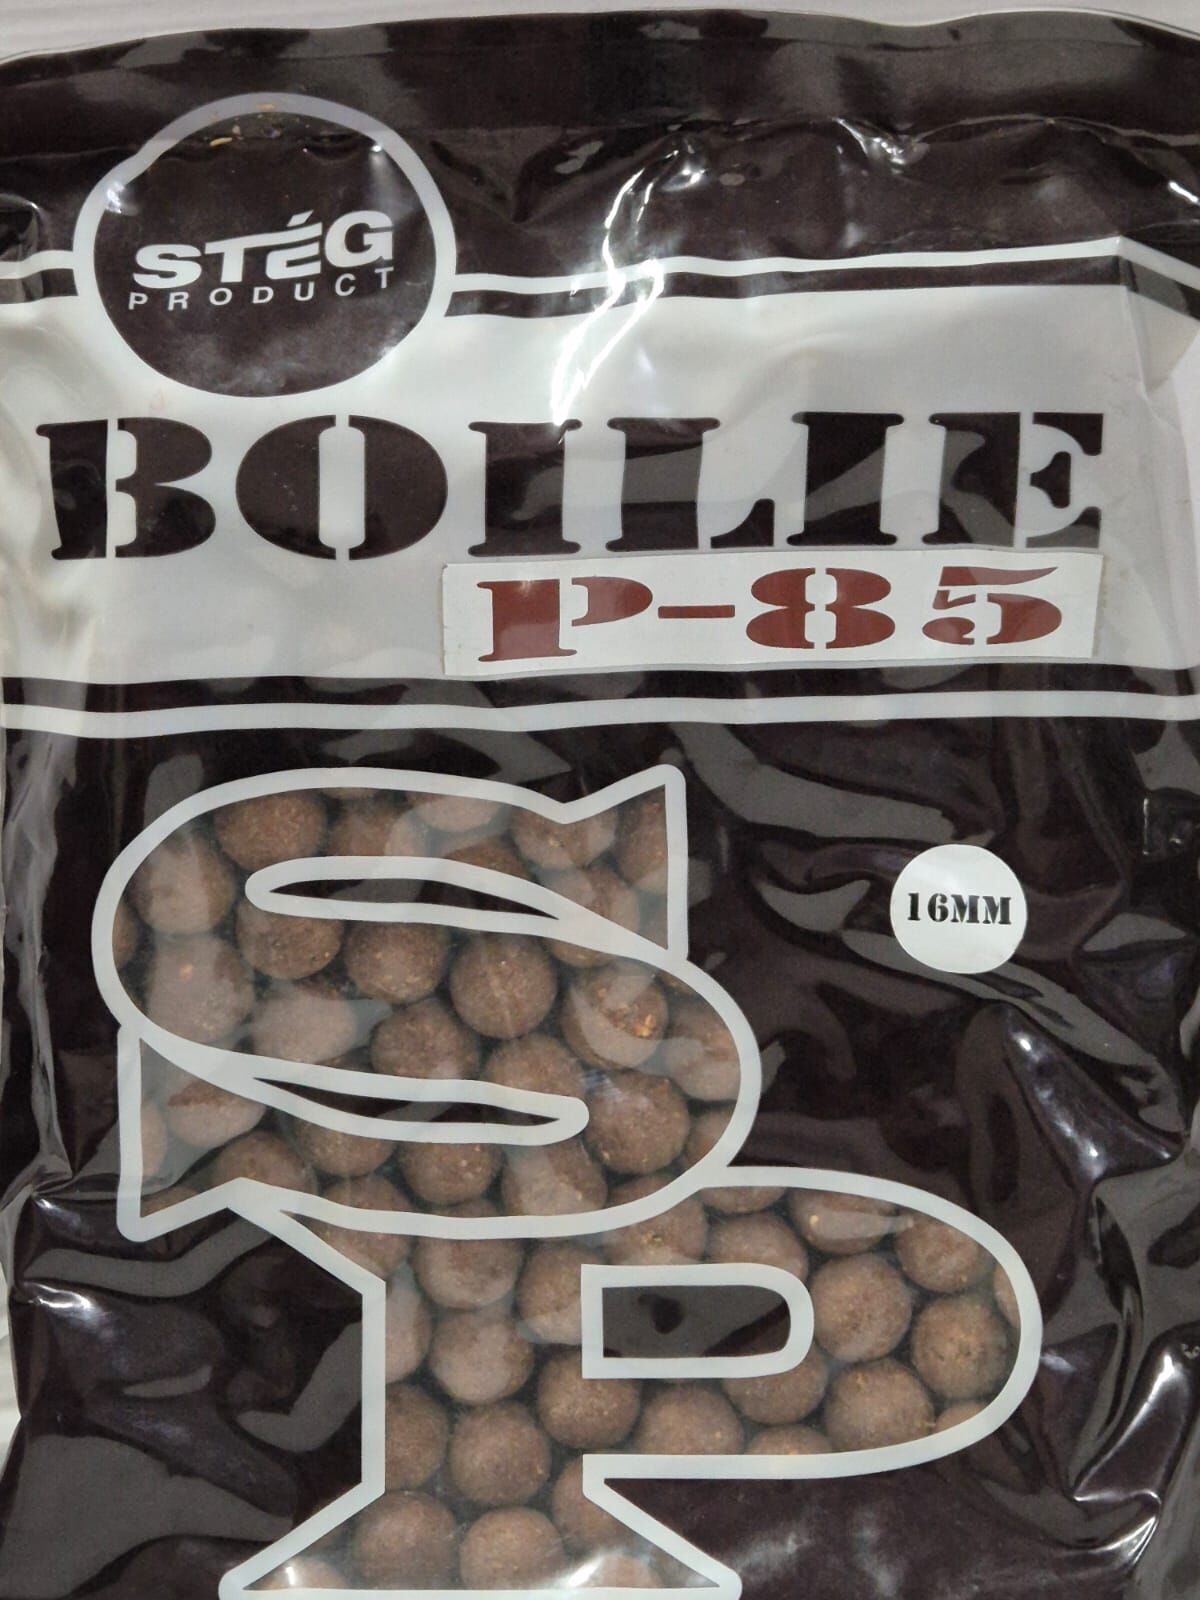 STÉG
PRODUCT
BOILIE
P-85
16MM
SP